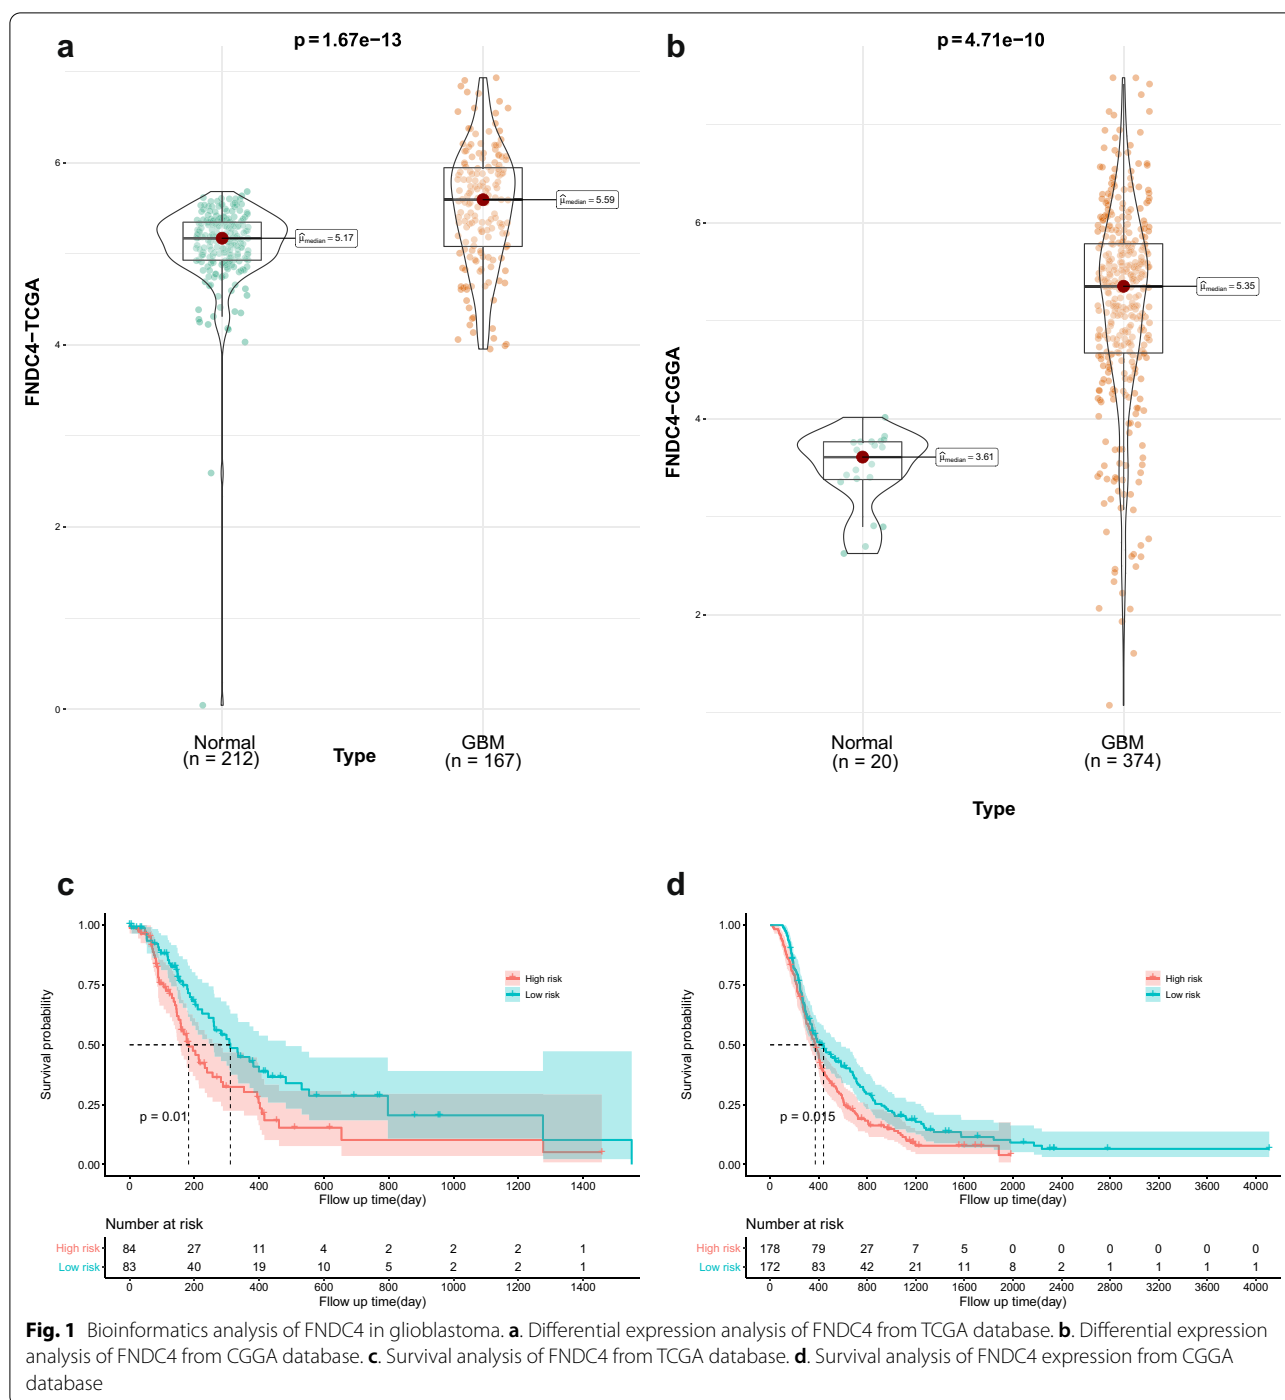 a
p = 1.67e−13
FNDC4−TCGA
6
4
2
0
μ̂median = 5.17
μ̂median = 5.59
Normal
(n = 212)
GBM
(n = 167)
Type
b
p = 4.71e−10
FNDC4−CGGA
6
4
2
μ̂median = 3.61
μ̂median = 5.35
Normal
(n = 20)
GBM
(n = 374)
Type
c
Survival probability
1.00
0.75
0.50
0.25
0.00
p = 0.01
High risk
Low risk
0 200 400 600 800 1000 1200 1400
Fllow up time(day)
Number at risk
High risk 84 27 11 4 2 2 2 1
Low risk 83 40 19 10 5 2 2 1
0 200 400 600 800 1000 1200 1400
Fllow up time(day)
d
Survival probability
1.00
0.75
0.50
0.25
0.00
p = 0.015
High risk
Low risk
0 400 800 1200 1600 2000 2400 2800 3200 3600 4000
Fllow up time(day)
Number at risk
High risk 178 79 27 7 5 0 0 0 0 0 0
Low risk 172 83 42 21 11 8 2 1 1 1 1
0 400 800 1200 1600 2000 2400 2800 3200 3600 4000
Fllow up time(day)
Fig. 1 Bioinformatics analysis of FNDC4 in glioblastoma. a. Differential expression analysis of FNDC4 from TCGA database. b. Differential expression
analysis of FNDC4 from CGGA database. c. Survival analysis of FNDC4 from TCGA database. d. Survival analysis of FNDC4 expression from CGGA
database